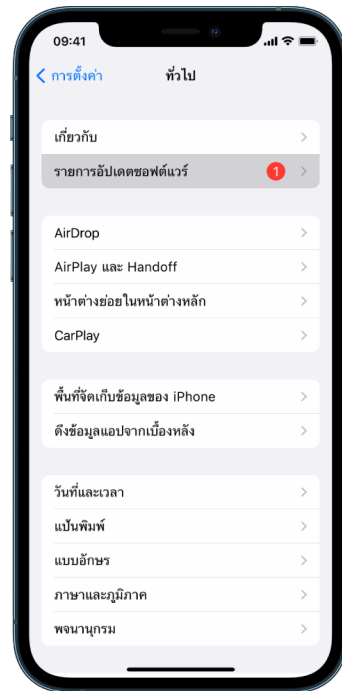 09:41
การตั้งค่า ทั่วไป
เกี่ยวกับ
รายการอัปเดตซอฟต์แวร์ 1
AirDrop
AirPlay และ Handoff
หน้าต่างย่อยในหน้าต่างหลัก
CarPlay
พื้นที่จัดเก็บข้อมูลของ iPhone
ดึงข้อมูลแอปจากเบื้องหลัง
วันที่และเวลา
แป้นพิมพ์
แบบอักษร
ภาษาและภูมิภาค
พจนานุกรม